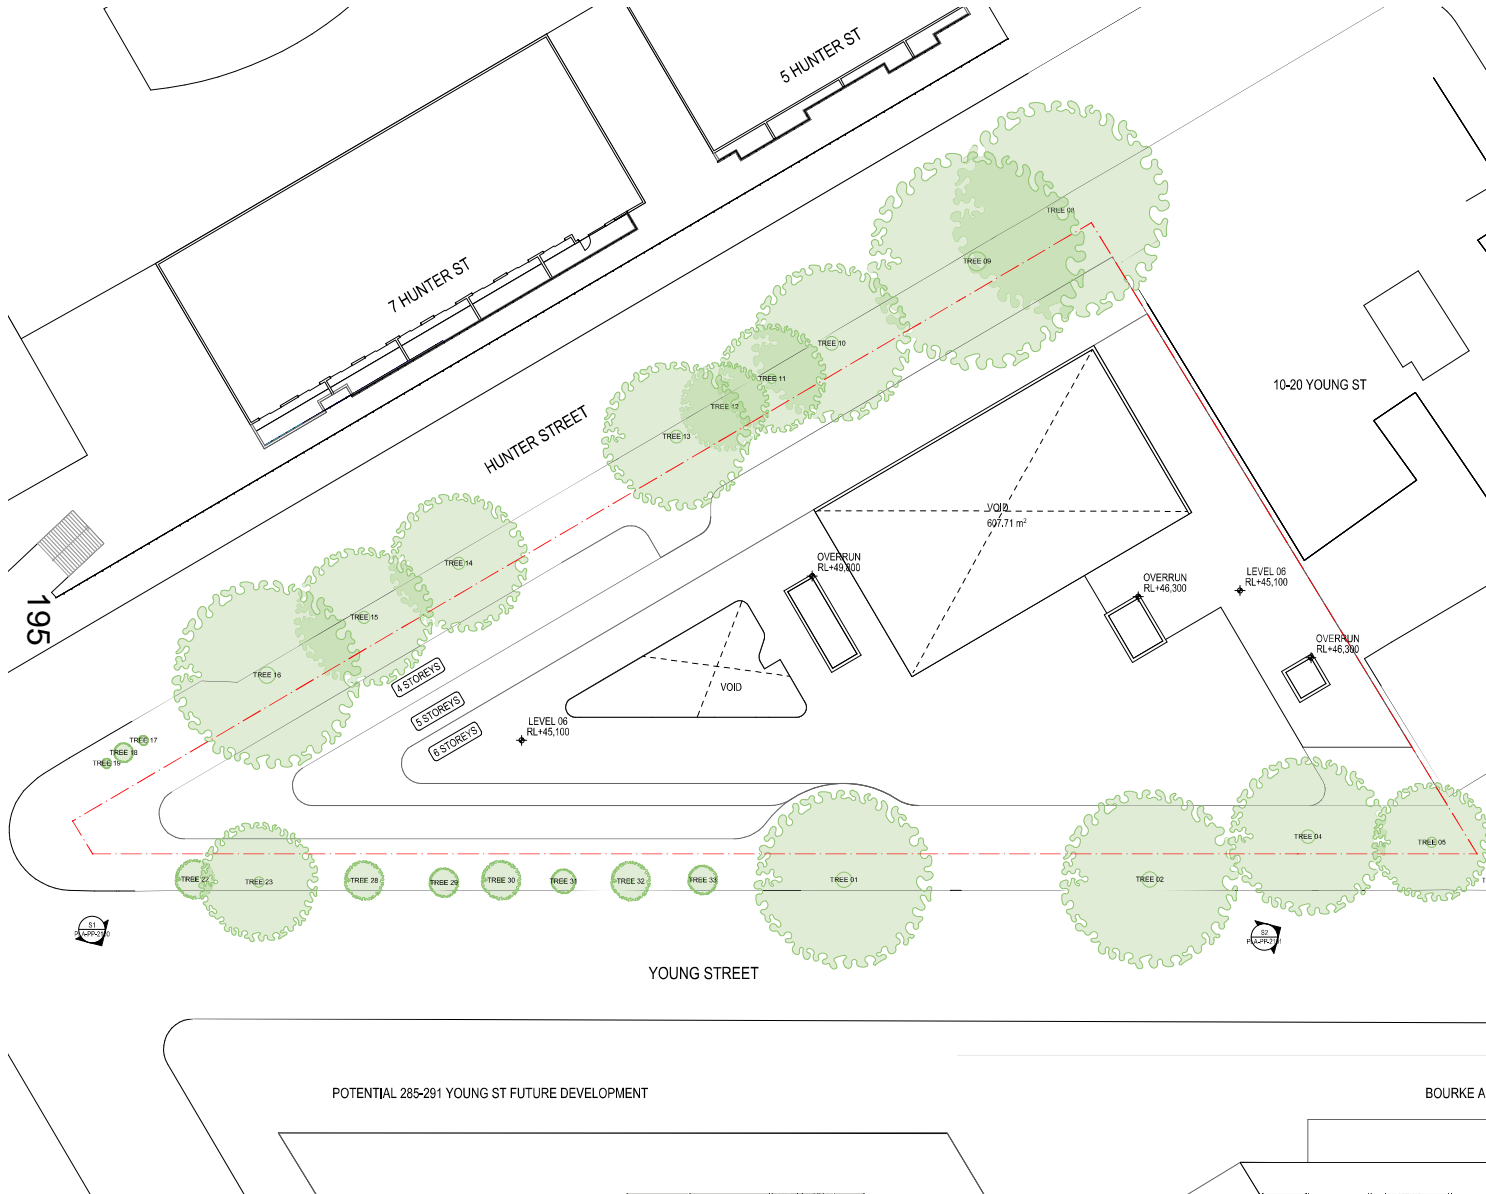 5 HUNTER ST
7 HUNTER ST
TREE 08
TREE 09
TREE 10
TREE 11
TREE 12
TREE 13
10-20 YOUNG ST
HUNTER STREET
VOID
607.71 m²
TREE 14
OVERRUN
RL+49,800
OVERRUN
RL+46,300
LEVEL 06
RL+45,100
195
TREE 15
OVERRUN
RL+46,300
TREE 16
4 STOREYS
5 STOREYS
6 STOREYS
VOID
LEVEL 06
RL+45,100
TREE 17
TREE 18
TREE 19
TREE 04
TREE 05
TREE 23
TREE 28
TREE 29
TREE 30
TREE 31
TREE 32
TREE 33
TREE 01
TREE 02
S1
S2
YOUNG STREET
POTENTIAL 285-291 YOUNG ST FUTURE DEVELOPMENT
BOURKE A